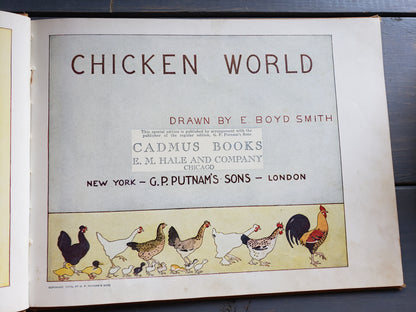 CHICKEN WORLD
DRAWN BY E BOYD SMITH
This special edition is published by arrangement with the
publisher of the regular edition, G. P. Putnam's Sons
CADMUS BOOKS
E. M. HALE AND COMPANY
CHICAGO
NEW YORK — G. P. PUTNAM'S SONS — LONDON